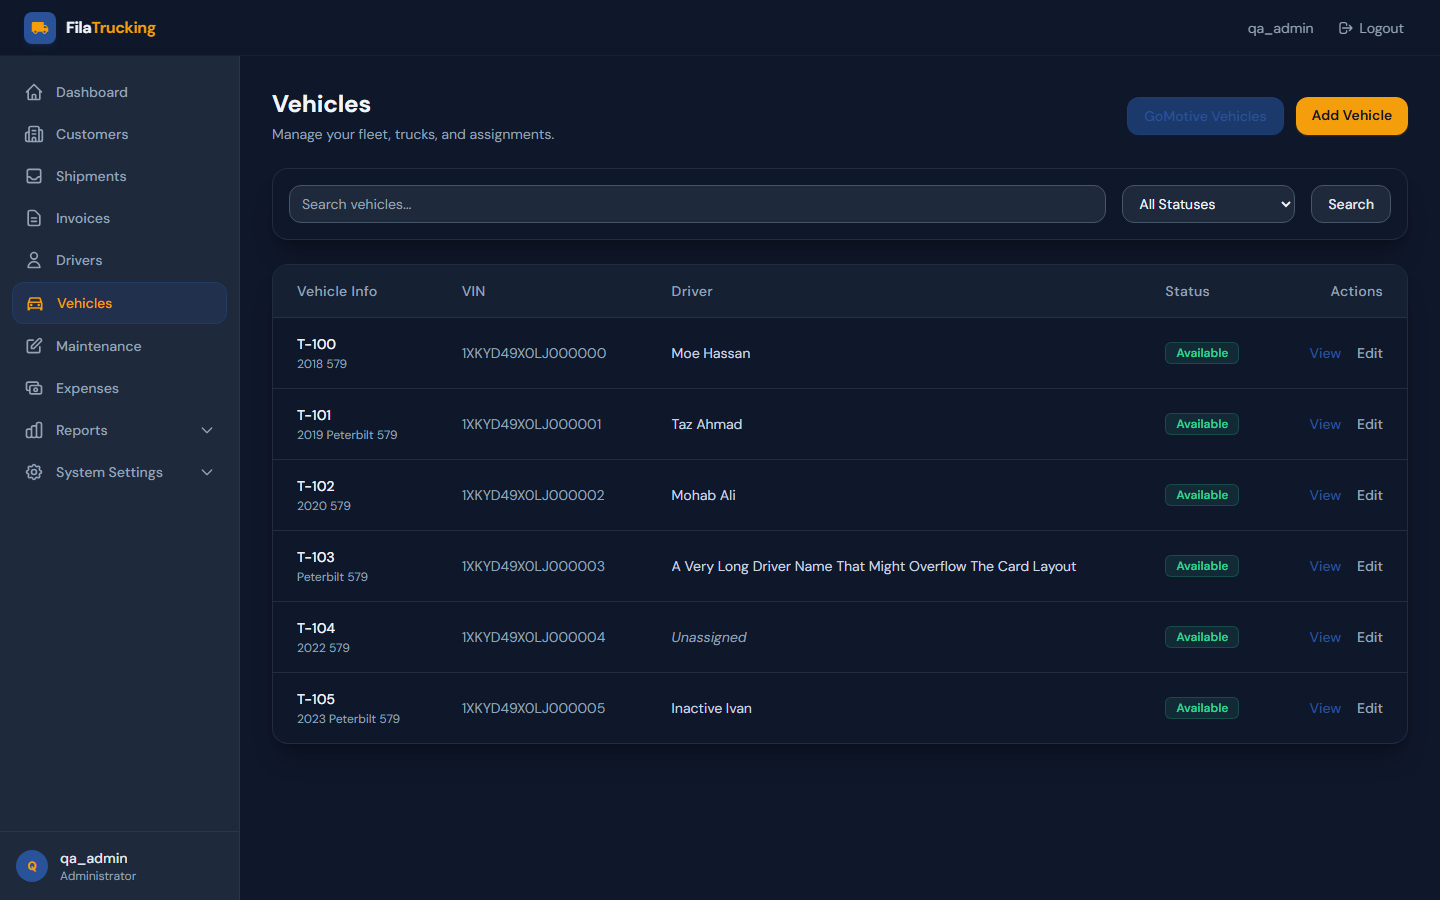 FilaTrucking
qa_admin
Logout
Dashboard
Customers
Shipments
Invoices
Drivers
Vehicles
Maintenance
Expenses
Reports
System Settings
Q
qa_admin
Administrator
Vehicles
Manage your fleet, trucks, and assignments.
GoMotive Vehicles
Add Vehicle
Search vehicles...
All Statuses
Search
Vehicle Info VIN Driver Status Actions
T-100
2018 579
1XKYD49X0LJ000000 Moe Hassan Available View Edit
T-101
2019 Peterbilt 579
1XKYD49X0LJ000001 Taz Ahmad Available View Edit
T-102
2020 579
1XKYD49X0LJ000002 Mohab Ali Available View Edit
T-103
Peterbilt 579
1XKYD49X0LJ000003 A Very Long Driver Name That Might Overflow The Card Layout Available View Edit
T-104
2022 579
1XKYD49X0LJ000004 Unassigned Available View Edit
T-105
2023 Peterbilt 579
1XKYD49X0LJ000005 Inactive Ivan Available View Edit